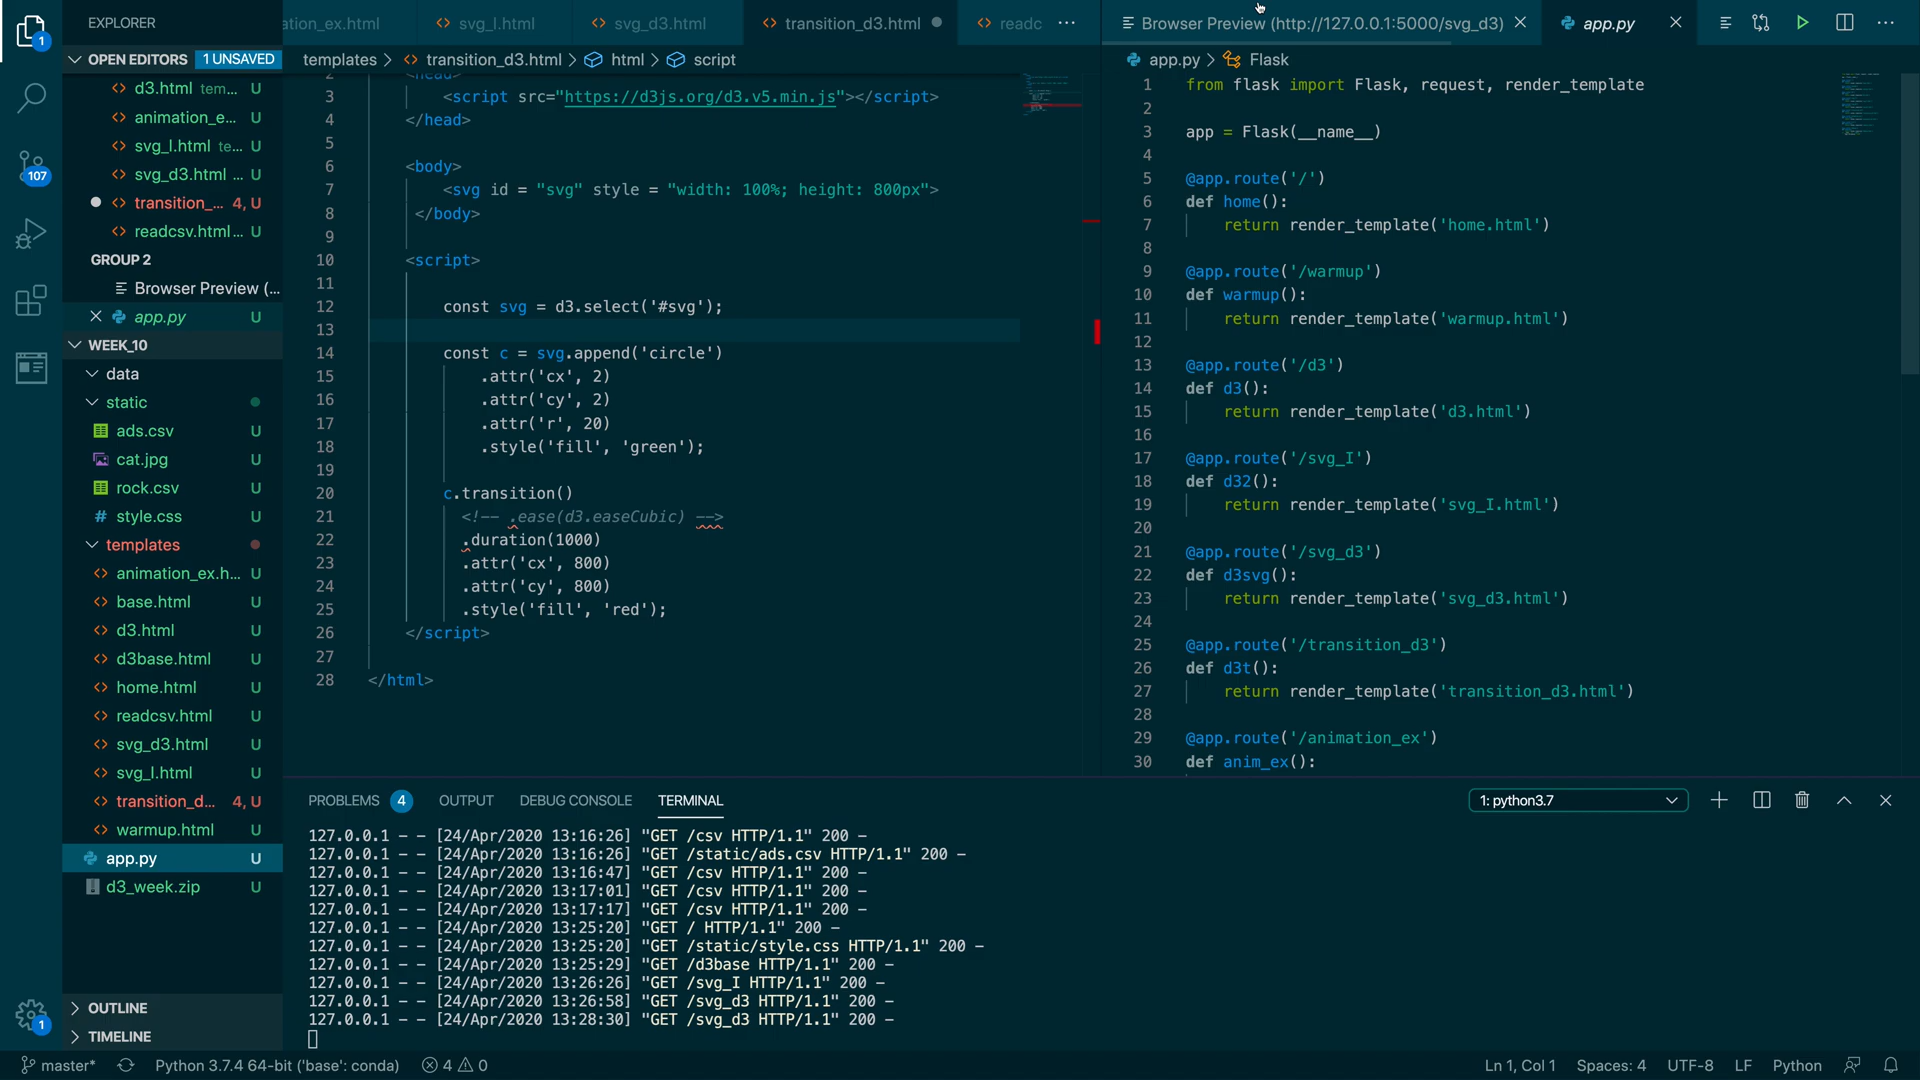 EXPLORER
OPEN EDITORS 1 UNSAVED
d3.html tem... U
animation_e... U
svg_I.html te... U
svg_d3.html ... U
transition_... 4, U
readcsv.html... U
GROUP 2
Browser Preview (...
app.py U
WEEK_10
data
static
ads.csv U
cat.jpg U
rock.csv U
style.css U
templates
animation_ex.h... U
base.html U
d3.html U
d3base.html U
home.html U
readcsv.html U
svg_d3.html U
svg_I.html U
transition_d... 4, U
warmup.html U
app.py U
d3_week.zip U
OUTLINE
TIMELINE
1
107
1
ation_ex.html svg_I.html svg_d3.html transition_d3.html readc ...
templates > transition_d3.html > html > script
2 <head>
3 <script src="https://d3js.org/d3.v5.min.js"></script>
4 </head>
5
6 <body>
7 <svg id = "svg" style = "width: 100%; height: 800px">
8 </body>
9
10 <script>
11
12 const svg = d3.select('#svg');
13
14 const c = svg.append('circle')
15 .attr('cx', 2)
16 .attr('cy', 2)
17 .attr('r', 20)
18 .style('fill', 'green');
19
20 c.transition()
21 <!-- .ease(d3.easeCubic) -->
22 .duration(1000)
23 .attr('cx', 800)
24 .attr('cy', 800)
25 .style('fill', 'red');
26 </script>
27
28 </html>
Browser Preview (http://127.0.0.1:5000/svg_d3) app.py
app.py > Flask
1 from flask import Flask, request, render_template
2
3 app = Flask(__name__)
4
5 @app.route('/')
6 def home():
7 return render_template('home.html')
8
9 @app.route('/warmup')
10 def warmup():
11 return render_template('warmup.html')
12
13 @app.route('/d3')
14 def d3():
15 return render_template('d3.html')
16
17 @app.route('/svg_I')
18 def d32():
19 return render_template('svg_I.html')
20
21 @app.route('/svg_d3')
22 def d3svg():
23 return render_template('svg_d3.html')
24
25 @app.route('/transition_d3')
26 def d3t():
27 return render_template('transition_d3.html')
28
29 @app.route('/animation_ex')
30 def anim_ex():
PROBLEMS 4 OUTPUT DEBUG CONSOLE TERMINAL 1: python3.7
127.0.0.1 - - [24/Apr/2020 13:16:26] "GET /csv HTTP/1.1" 200 -
127.0.0.1 - - [24/Apr/2020 13:16:26] "GET /static/ads.csv HTTP/1.1" 200 -
127.0.0.1 - - [24/Apr/2020 13:16:47] "GET /csv HTTP/1.1" 200 -
127.0.0.1 - - [24/Apr/2020 13:17:01] "GET /csv HTTP/1.1" 200 -
127.0.0.1 - - [24/Apr/2020 13:17:17] "GET /csv HTTP/1.1" 200 -
127.0.0.1 - - [24/Apr/2020 13:25:20] "GET / HTTP/1.1" 200 -
127.0.0.1 - - [24/Apr/2020 13:25:20] "GET /static/style.css HTTP/1.1" 200 -
127.0.0.1 - - [24/Apr/2020 13:25:29] "GET /d3base HTTP/1.1" 200 -
127.0.0.1 - - [24/Apr/2020 13:26:26] "GET /svg_I HTTP/1.1" 200 -
127.0.0.1 - - [24/Apr/2020 13:26:58] "GET /svg_d3 HTTP/1.1" 200 -
127.0.0.1 - - [24/Apr/2020 13:28:30] "GET /svg_d3 HTTP/1.1" 200 -
master* Python 3.7.4 64-bit ('base': conda) 4 0 Ln 1, Col 1 Spaces: 4 UTF-8 LF Python